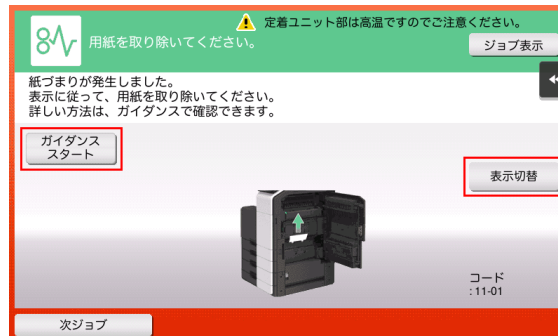 定着ユニット部は高温ですのでご注意ください。
用紙を取り除いてください。
ジョブ表示
紙づまりが発生しました。
表示に従って、用紙を取り除いてください。
詳しい方法は、ガイダンスで確認できます。
ガイダンス
スタート
表示切替
コード
:11-01
次ジョブ